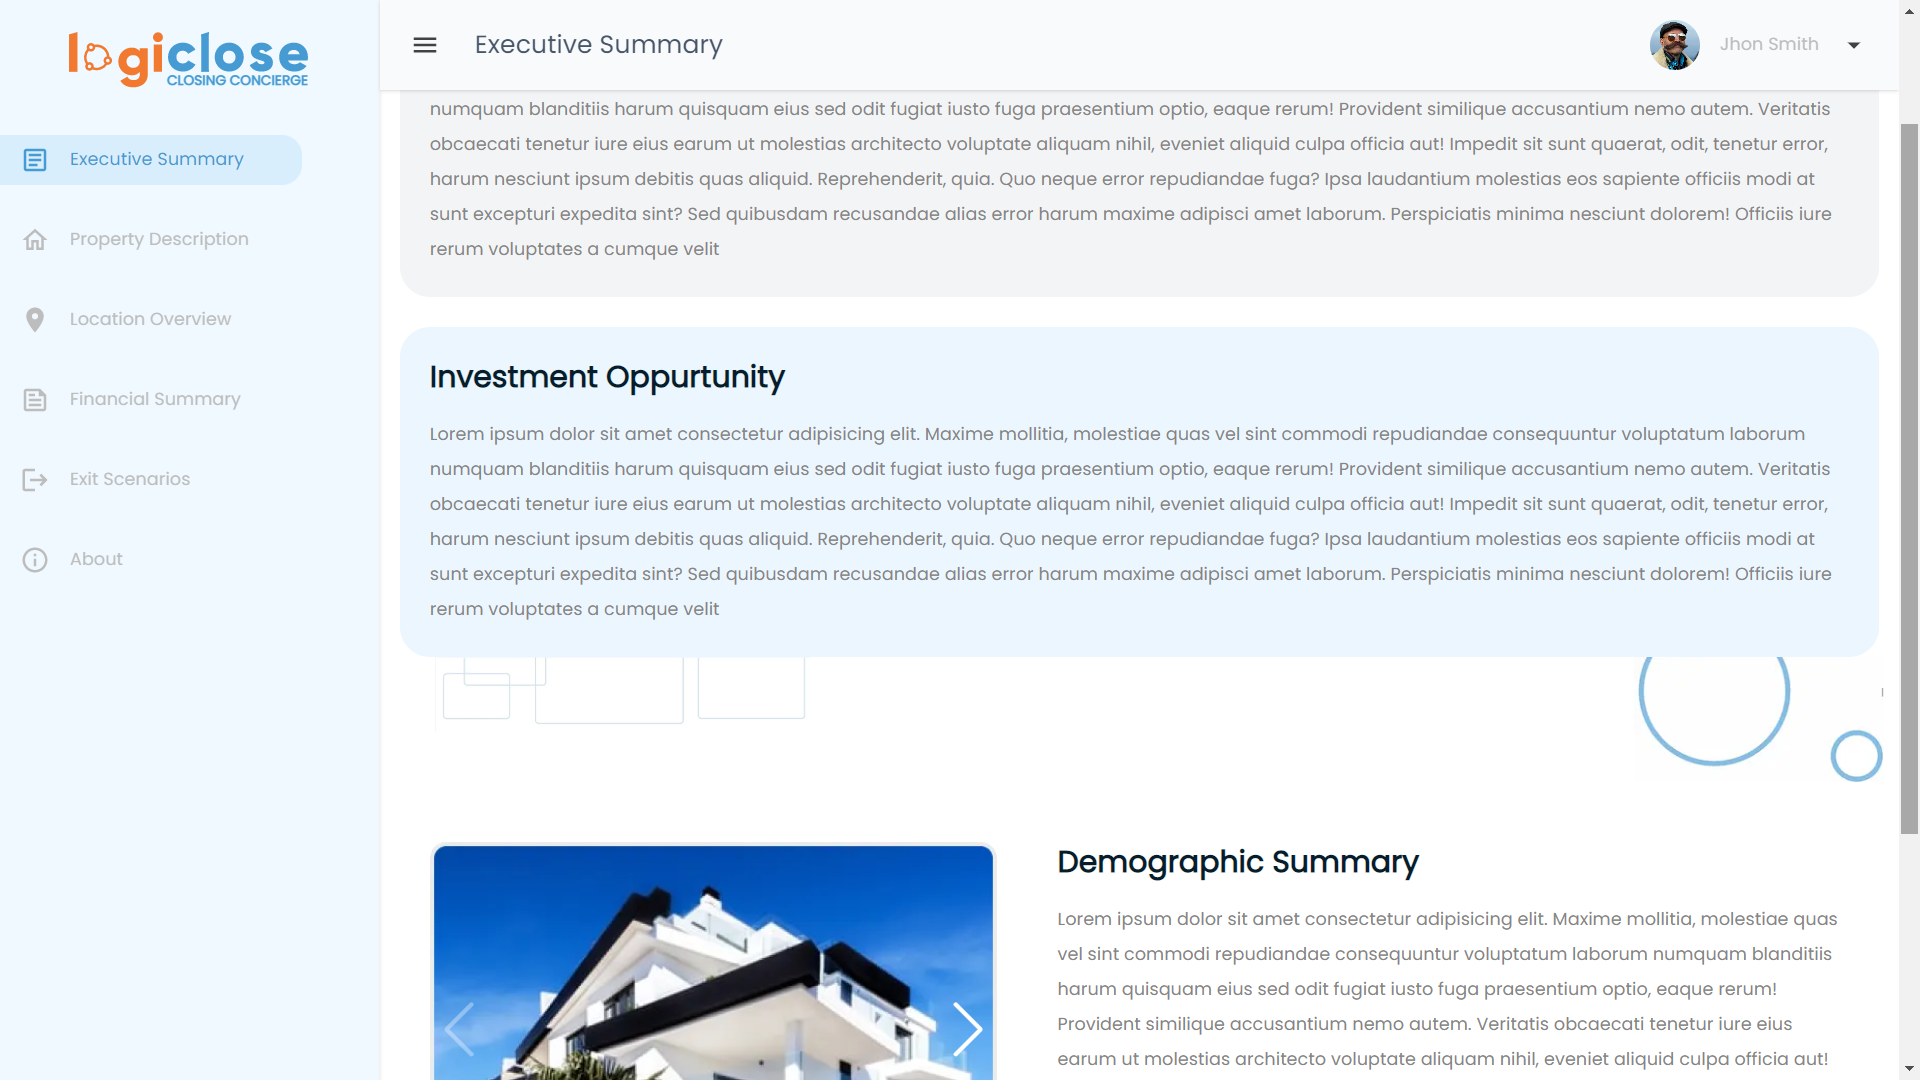 logiclose
CLOSING CONCIERGE
Executive Summary
Property Description
Location Overview
Financial Summary
Exit Scenarios
About
Executive Summary
Jhon Smith
numquam blanditiis harum quisquam eius sed odit fugiat iusto fuga praesentium optio, eaque rerum! Provident similique accusantium nemo autem. Veritatis
obcaecati tenetur iure eius earum ut molestias architecto voluptate aliquam nihil, eveniet aliquid culpa officia aut! Impedit sit sunt quaerat, odit, tenetur error,
harum nesciunt ipsum debitis quas aliquid. Reprehenderit, quia. Quo neque error repudiandae fuga? Ipsa laudantium molestias eos sapiente officiis modi at
sunt excepturi expedita sint? Sed quibusdam recusandae alias error harum maxime adipisci amet laborum. Perspiciatis minima nesciunt dolorem! Officiis iure
rerum voluptates a cumque velit
Investment Oppurtunity
Lorem ipsum dolor sit amet consectetur adipisicing elit. Maxime mollitia, molestiae quas vel sint commodi repudiandae consequuntur voluptatum laborum
numquam blanditiis harum quisquam eius sed odit fugiat iusto fuga praesentium optio, eaque rerum! Provident similique accusantium nemo autem. Veritatis
obcaecati tenetur iure eius earum ut molestias architecto voluptate aliquam nihil, eveniet aliquid culpa officia aut! Impedit sit sunt quaerat, odit, tenetur error,
harum nesciunt ipsum debitis quas aliquid. Reprehenderit, quia. Quo neque error repudiandae fuga? Ipsa laudantium molestias eos sapiente officiis modi at
sunt excepturi expedita sint? Sed quibusdam recusandae alias error harum maxime adipisci amet laborum. Perspiciatis minima nesciunt dolorem! Officiis iure
rerum voluptates a cumque velit
Demographic Summary
Lorem ipsum dolor sit amet consectetur adipisicing elit. Maxime mollitia, molestiae quas
vel sint commodi repudiandae consequuntur voluptatum laborum numquam blanditiis
harum quisquam eius sed odit fugiat iusto fuga praesentium optio, eaque rerum!
Provident similique accusantium nemo autem. Veritatis obcaecati tenetur iure eius
earum ut molestias architecto voluptate aliquam nihil, eveniet aliquid culpa officia aut!